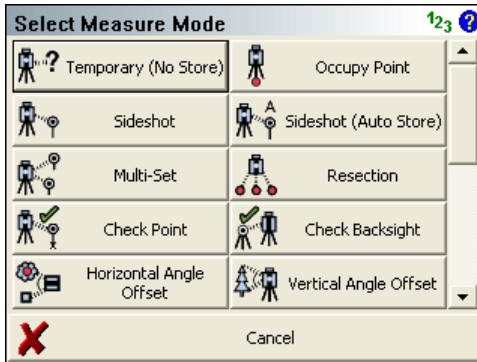 Select Measure Mode
123 ?
? Temporary (No Store)
Occupy Point
Sideshot
A Sideshot (Auto Store)
Multi-Set
Resection
Check Point
Check Backsight
Horizontal Angle
Offset
Vertical Angle Offset
Cancel